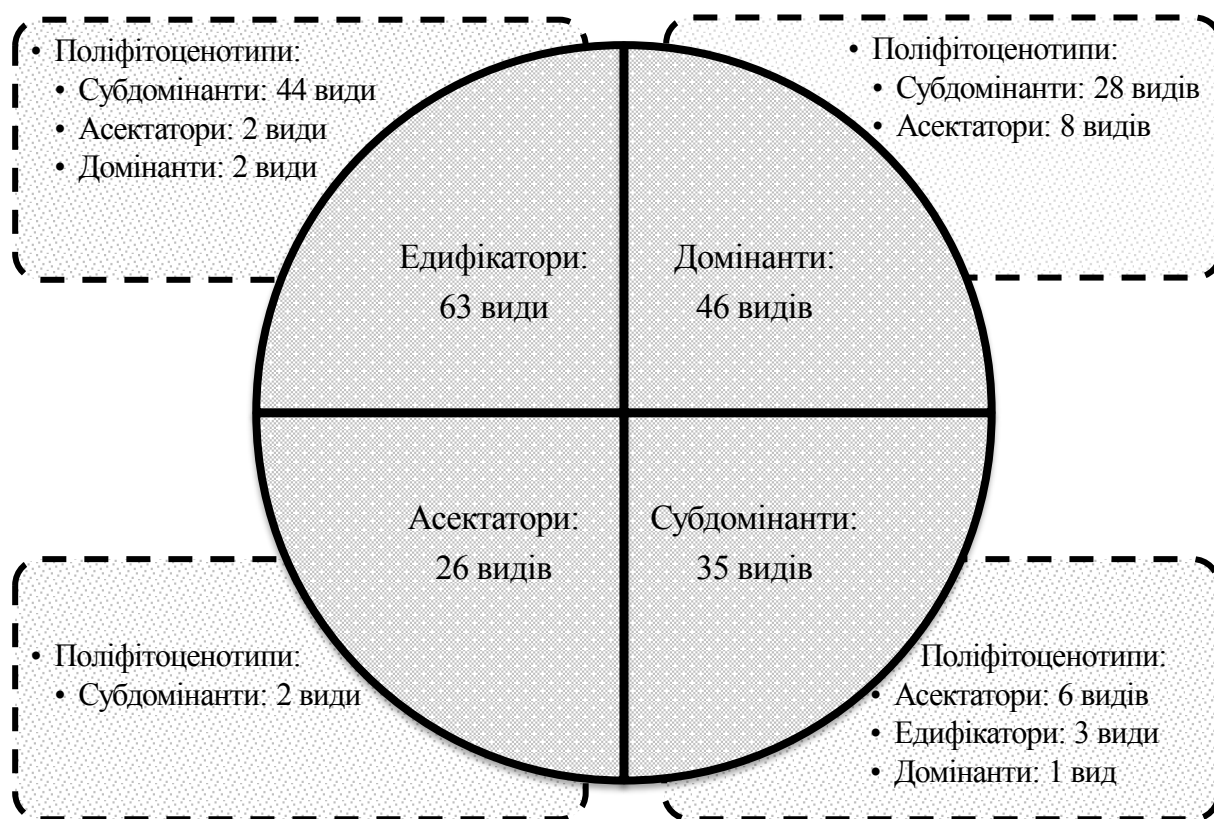 • Поліфітоценотипи:
• Субдомінанти: 44 види
• Асектатори: 2 види
• Домінанти: 2 види
• Поліфітоценотипи:
• Субдомінанти: 28 видів
• Асектатори: 8 видів
Едифікатори:
63 види
Домінанти:
46 видів
Асектатори:
26 видів
Субдомінанти:
35 видів
• Поліфітоценотипи:
• Субдомінанти: 2 види
Поліфітоценотипи:
• Асектатори: 6 видів
• Едифікатори: 3 види
• Домінанти: 1 вид